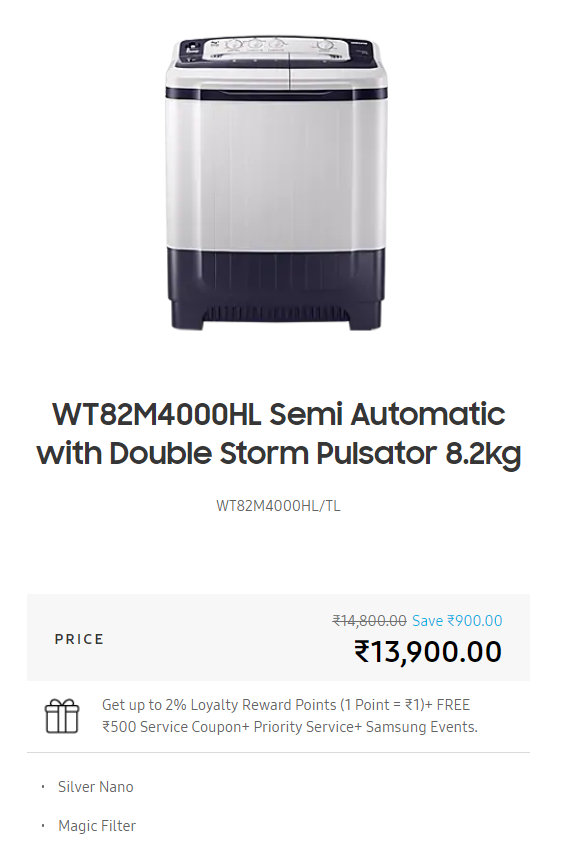 WT82M4000HL Semi Automatic
with Double Storm Pulsator 8.2kg
WT82M4000HL/TL
₹14,800.00 Save ₹900.00
PRICE
₹13,900.00
Get up to 2% Loyalty Reward Points (1 Point = ₹1)+ FREE
₹500 Service Coupon+ Priority Service+ Samsung Events.
• Silver Nano
• Magic Filter